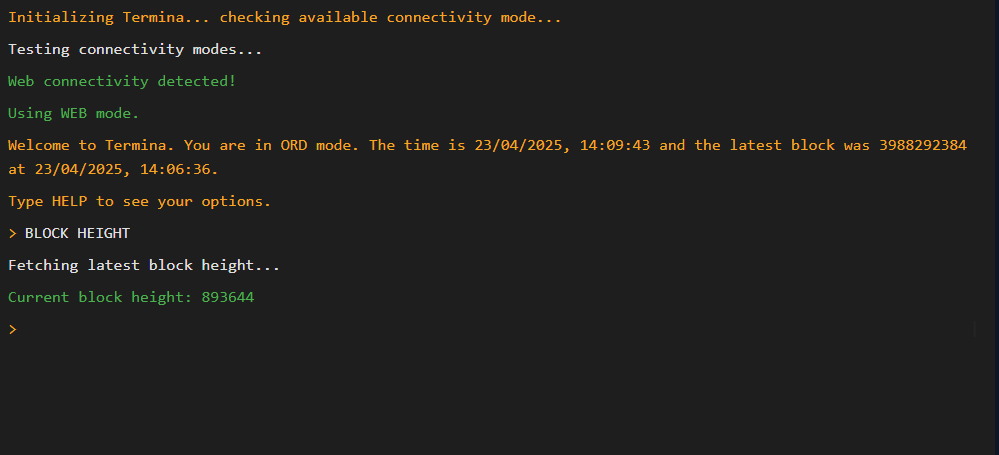 Initializing Termina... checking available connectivity mode...
Testing connectivity modes...
Web connectivity detected!
Using WEB mode.
Welcome to Termina. You are in ORD mode. The time is 23/04/2025, 14:09:43 and the latest block was 3988292384
at 23/04/2025, 14:06:36.
Type HELP to see your options.
> BLOCK HEIGHT
Fetching latest block height...
Current block height: 893644
>